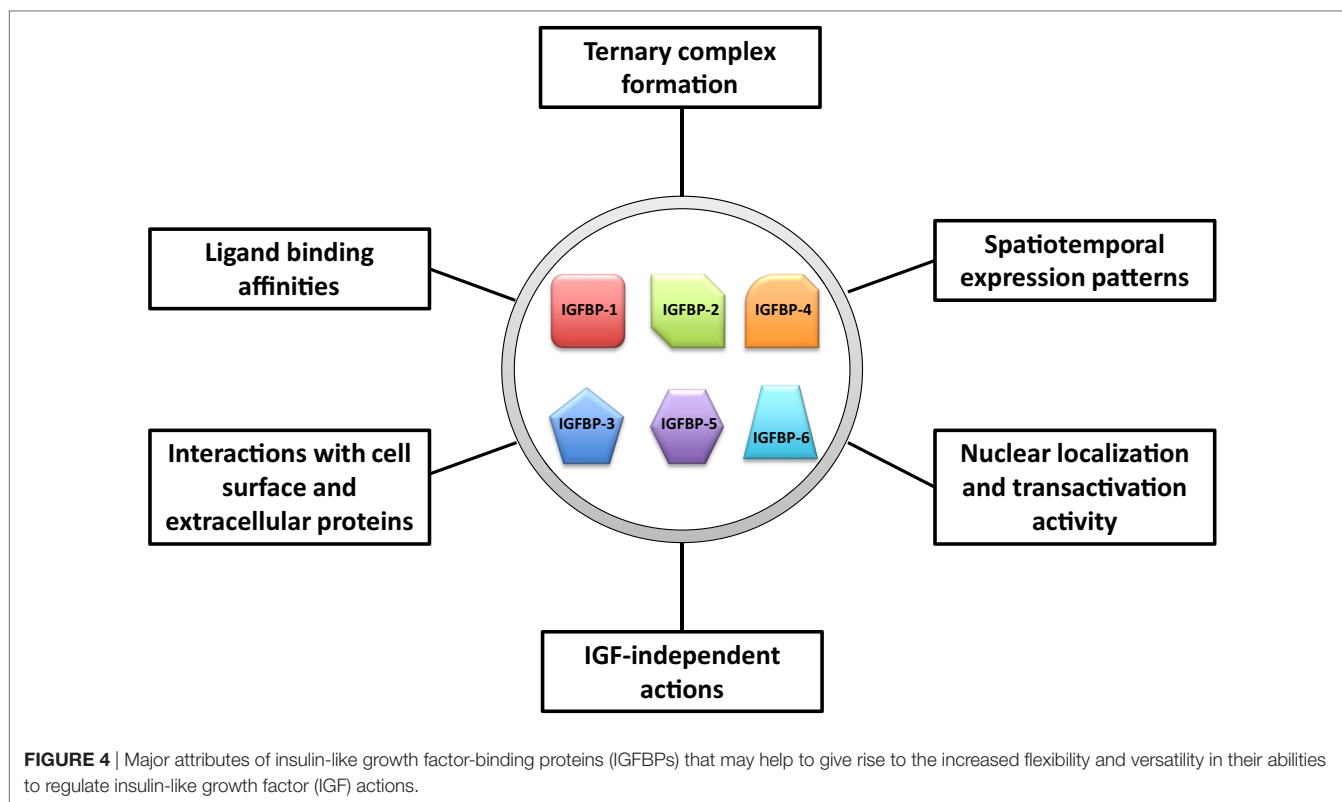 Ternary complex
formation
Ligand binding
affinities
Spatiotemporal
expression patterns
IGFBP-1
IGFBP-2
IGFBP-4
IGFBP-3
IGFBP-5
IGFBP-6
Interactions with cell
surface and
extracellular proteins
Nuclear localization
and transactivation
activity
IGF-independent
actions
FIGURE 4 | Major attributes of insulin-like growth factor-binding proteins (IGFBPs) that may help to give rise to the increased flexibility and versatility in their abilities
to regulate insulin-like growth factor (IGF) actions.